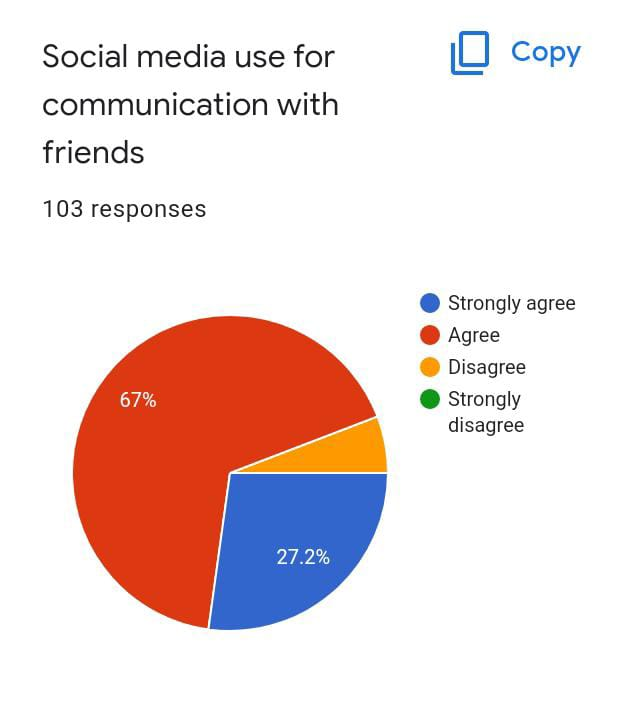 Social media use for
communication with
friends
Copy
103 responses
Strongly agree
Agree
Disagree
Strongly
disagree
67%
27.2%